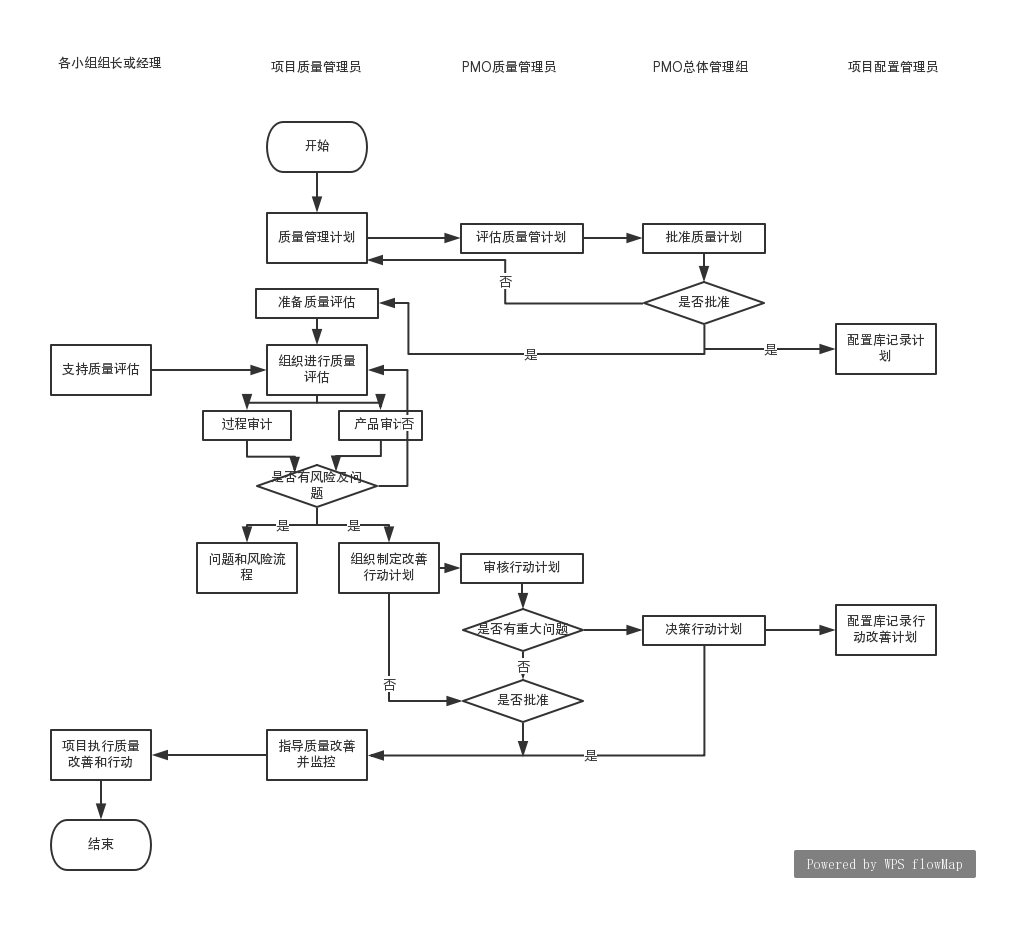 各小组组长或经理
项目质量管理员
PMO质量管理员
PMO总体管理组
项目配置管理员
开始
质量管理计划
评估质量管计划
批准质量计划
否
准备质量评估
是否批准
是
是
配置库记录计
划
支持质量评估
组织进行质量
评估
过程审计
产品审计
否
是否有风险及问
题
是
是
问题和风险流
程
组织制定改善
行动计划
审核行动计划
是否有重大问题
决策行动计划
配置库记录行
动改善计划
否
否
是否批准
项目执行质量
改善和行动
指导质量改善
并监控
是
结束
Powered by WPS flowMap